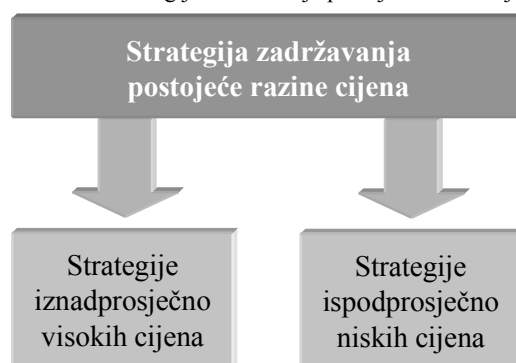 Strategija zadržavanja
postojeće razine cijena
Strategije
iznadprosječno
visokih cijena
Strategije
ispodprosječno
niskih cijena